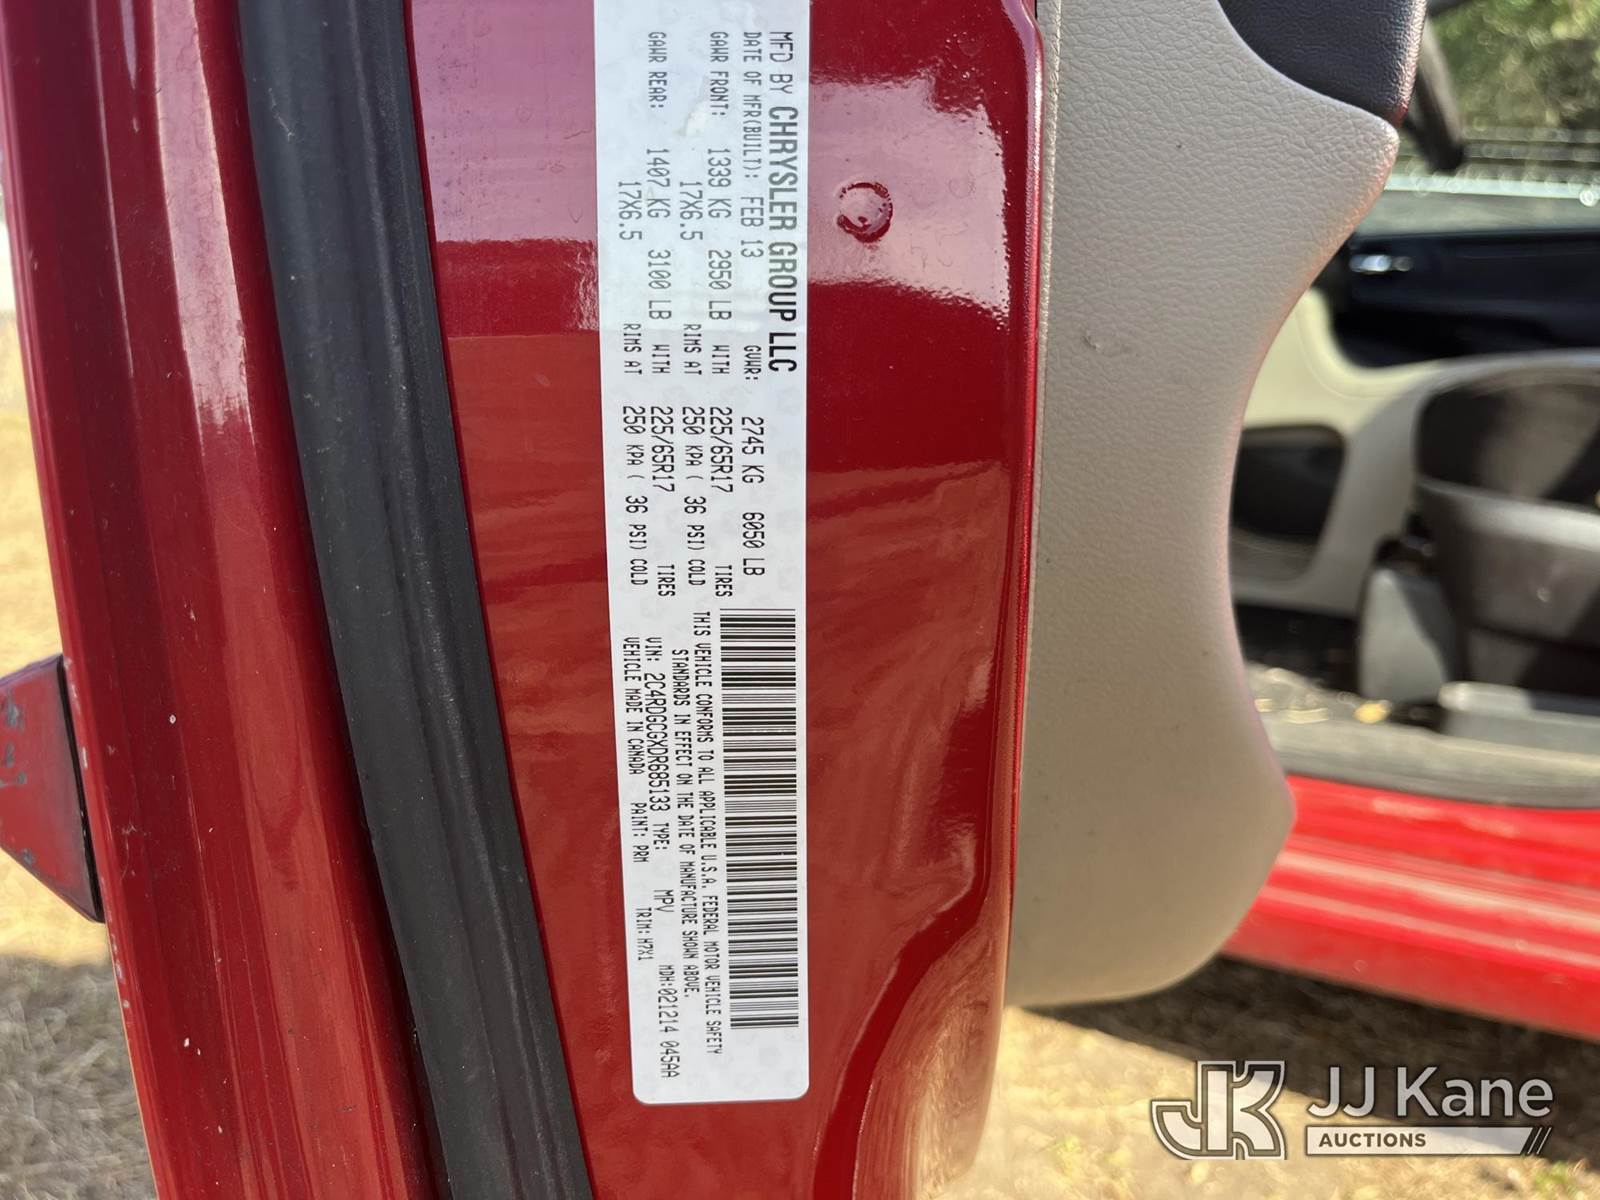 MFD BY CHRYSLER GROUP LLC
DATE OF MFR(BUILT): FEB 13 GVWR: 2745 KG 6050 LB
GAWR FRONT: 1339 KG 2950 LB WITH 225/65R17 TIRES
17X6.5 RIMS AT 250 KPA ( 36 PSI) COLD
GAWR REAR: 1407 KG 3100 LB WITH 225/65R17 TIRES
17X6.5 RIMS AT 250 KPA ( 36 PSI) COLD
THIS VEHICLE CONFORMS TO ALL APPLICABLE U.S.A. FEDERAL MOTOR VEHICLE SAFETY
STANDARDS IN EFFECT ON THE DATE OF MANUFACTURE SHOWN ABOVE.
VIN: 2C4RDGCGXDR685133 TYPE: MPV MDH:021214 045AA
VEHICLE MADE IN CANADA PAINT: PRM TRIM: M7X1
JK JJ Kane
AUCTIONS